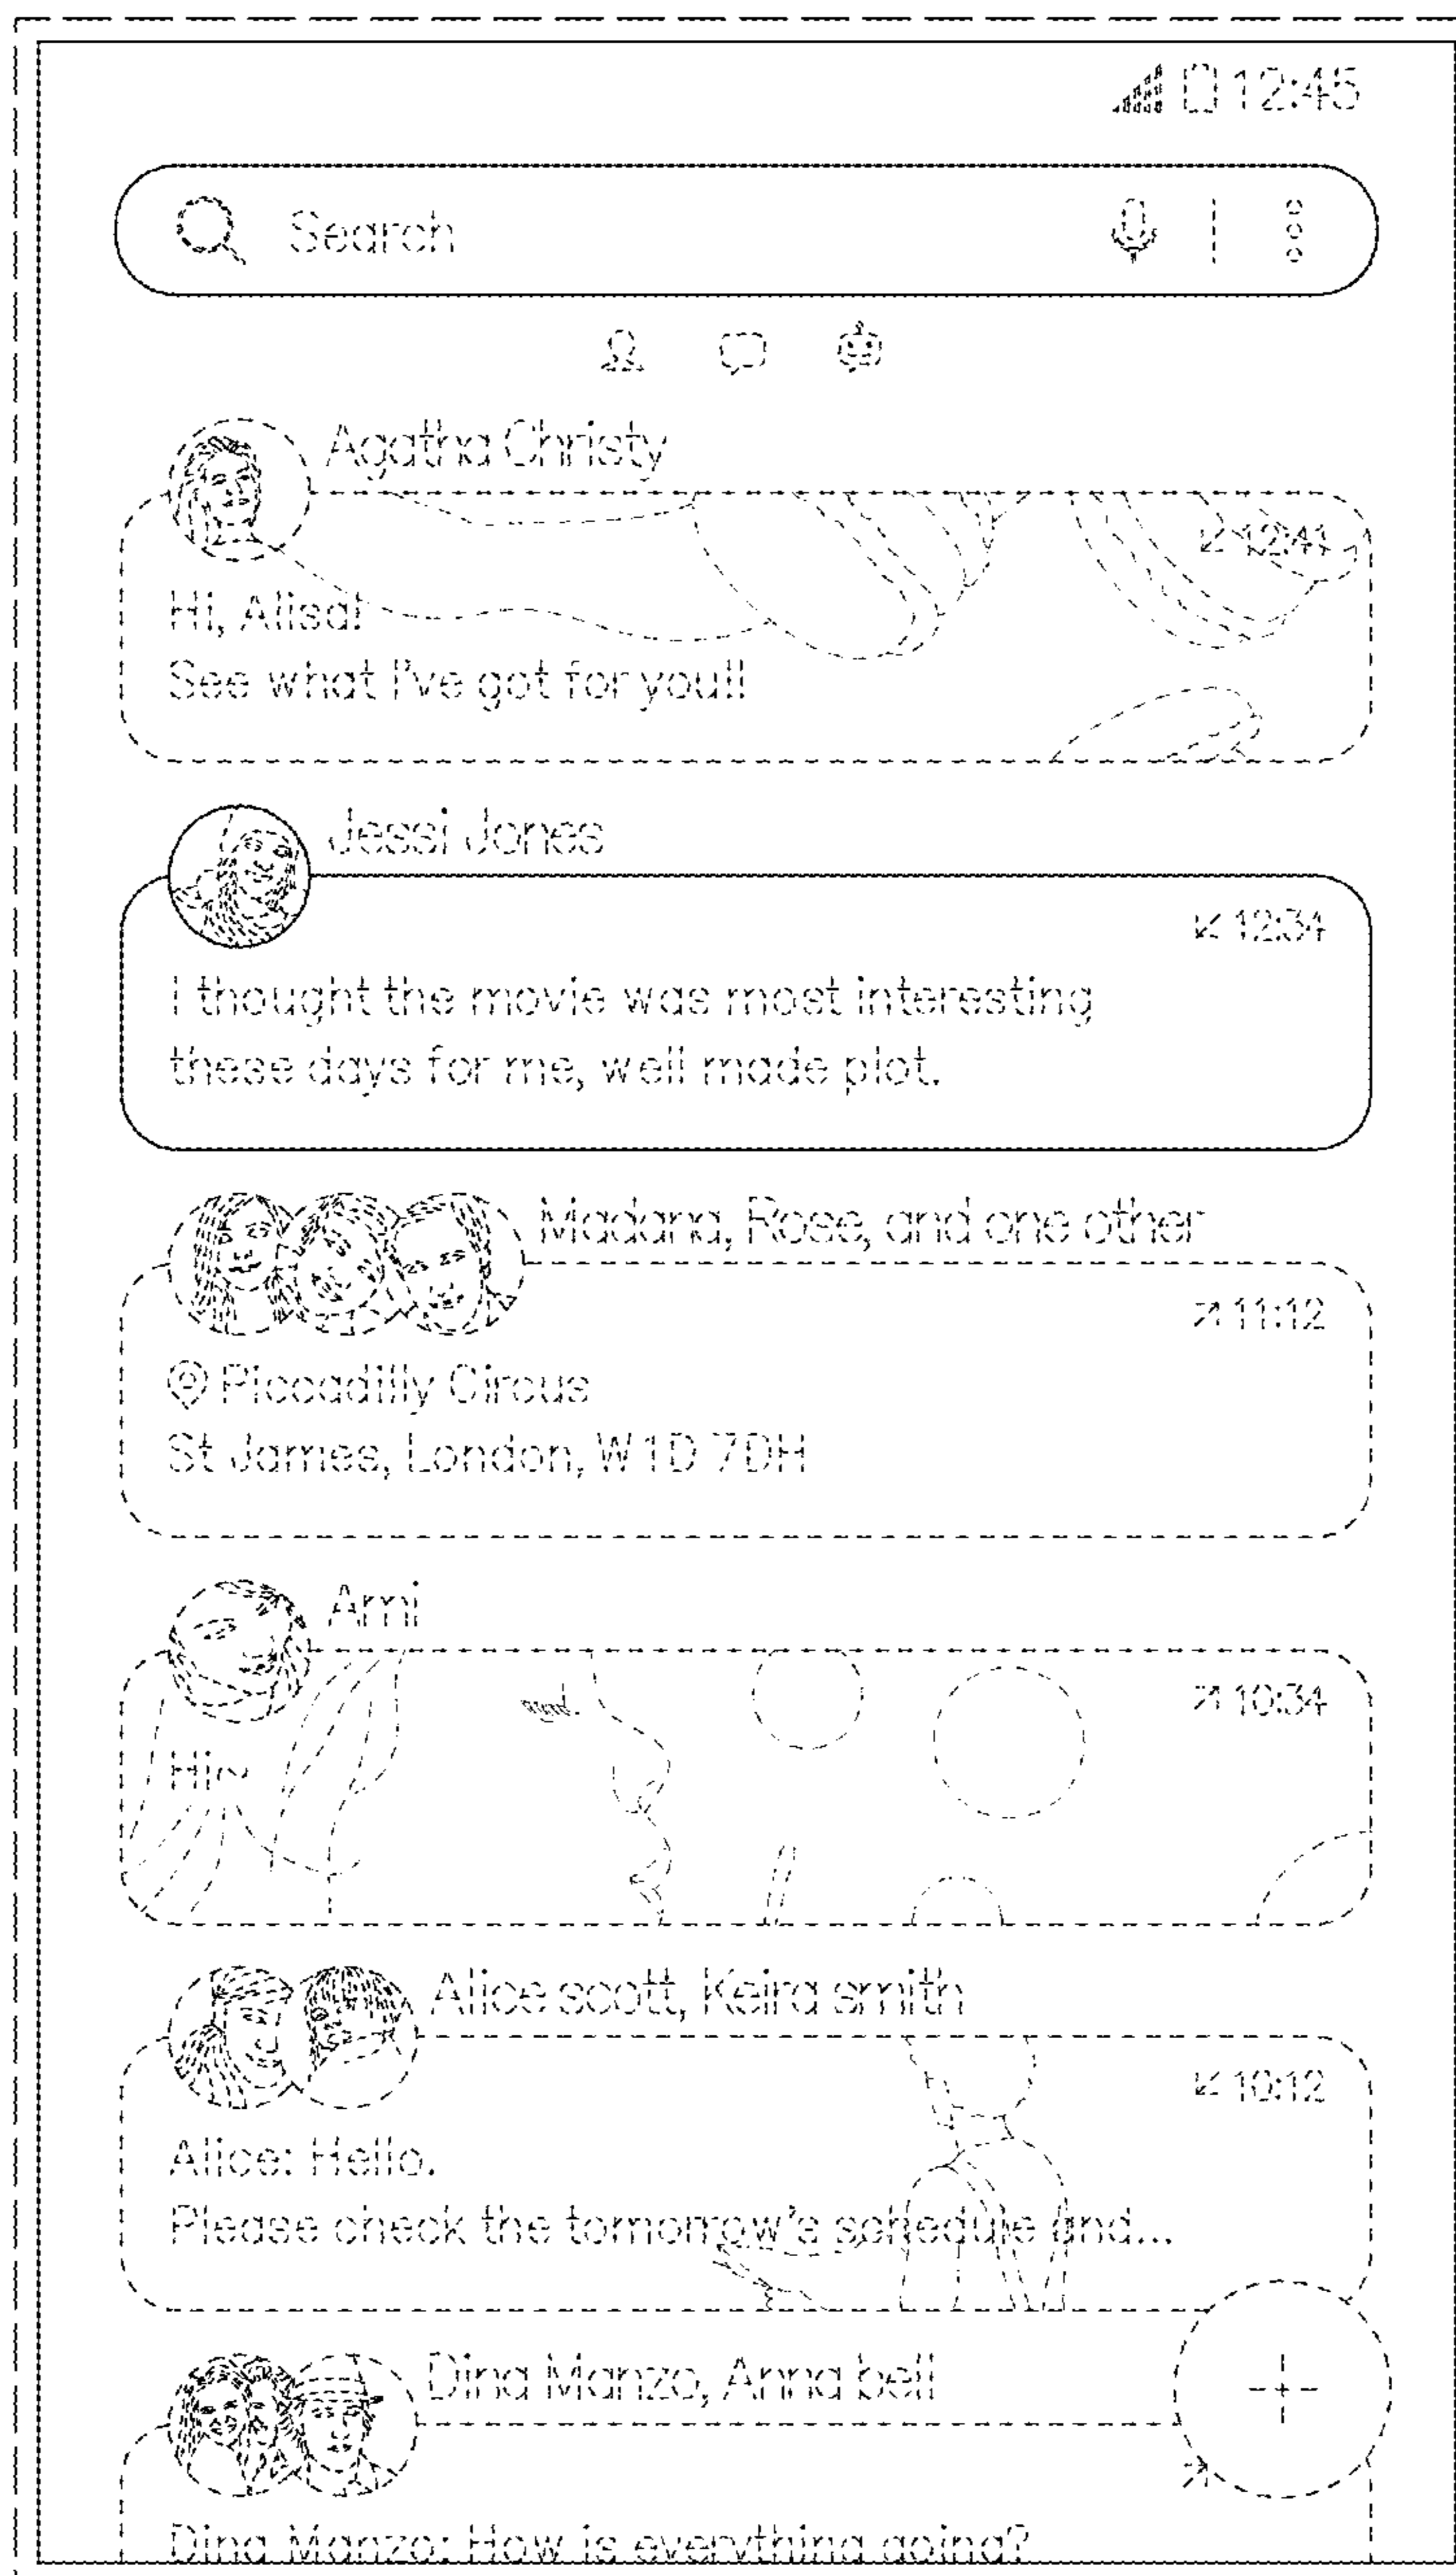 12:45
Search
Agatha Christy
12:41
Hi, Alisa!
See what I've got for you!!
Jessi Jones
12:34
I thought the movie was most interesting
these days for me, well made plot.
Madana, Rose, and one other
11:12
Piccadilly Circus
St James, London, W1D 7DH
Ami
10:34
Hi~
Alice scott, Keira smith
10:12
Alice: Hello.
Please check the tomorrow's schedule and...
Dina Manzo, Anna bell
Dina Manzo: How is everything going?